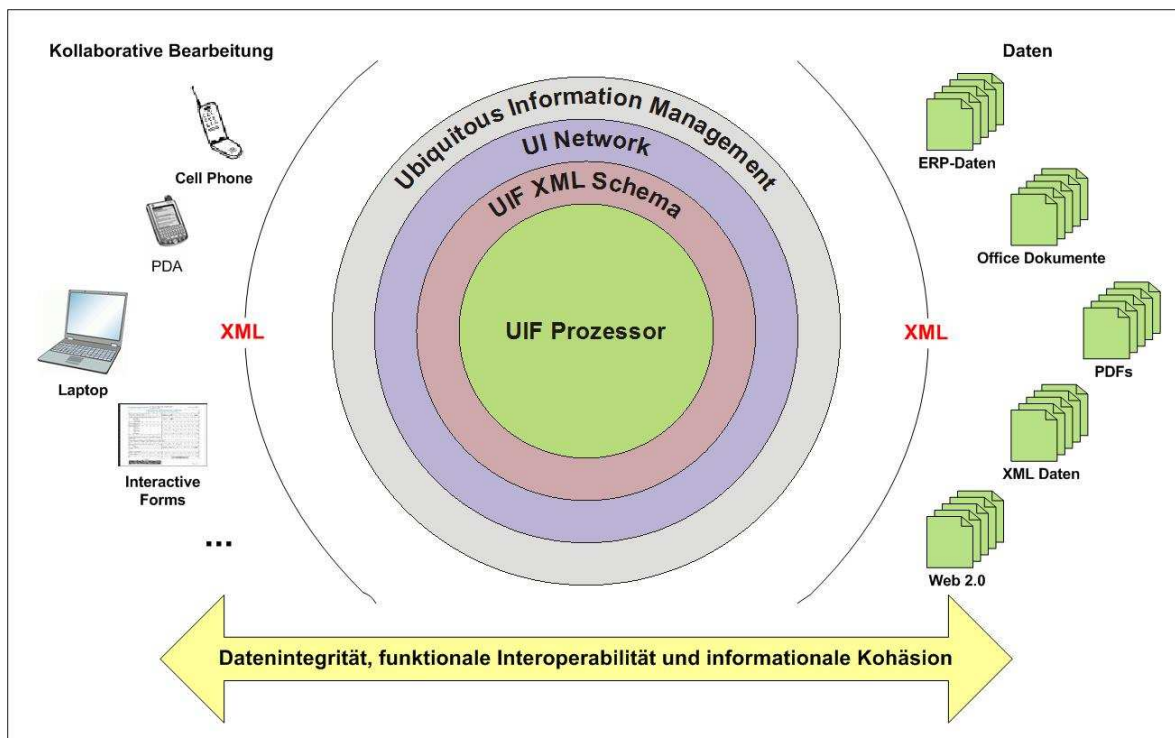 Kollaborative Bearbeitung
Cell Phone
PDA
Laptop
Interactive
Forms
...
XML
Ubiquitous Information Management
UI Network
UIF XML Schema
UIF Prozessor
XML
Daten
ERP-Daten
Office Dokumente
PDFs
XML Daten
Web 2.0
Datenintegrität, funktionale Interoperabilität und informationale Kohäsion